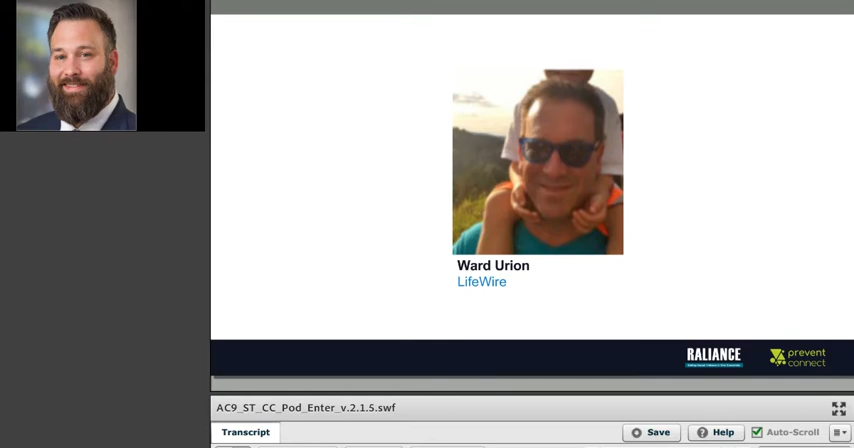 Ward Urion
LifeWire
RALIANCE
prevent
connect
AC9_ST_CC_Pod_Enter_v.2.1.5.swf
Transcript
Save
Help
Auto-Scroll